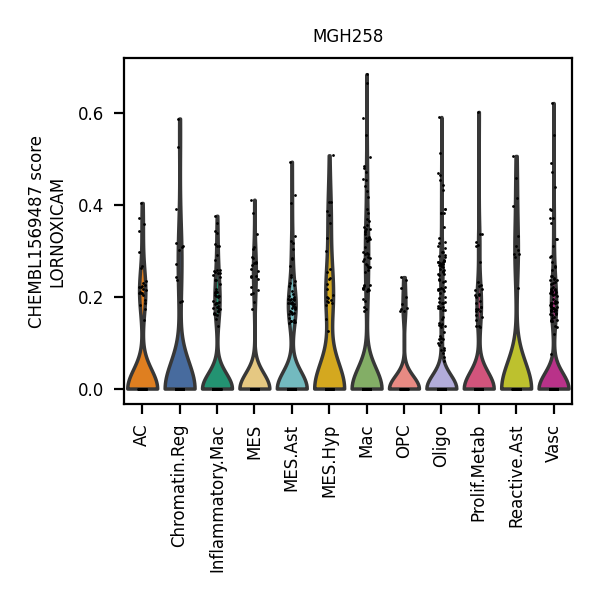 MGH258
CHEMBL1569487 score
LORNOXICAM
0.6
0.4
0.2
0.0
AC
Chromatin.Reg
Inflammatory.Mac
MES
MES.Ast
MES.Hyp
Mac
OPC
Oligo
Prolif.Metab
Reactive.Ast
Vasc